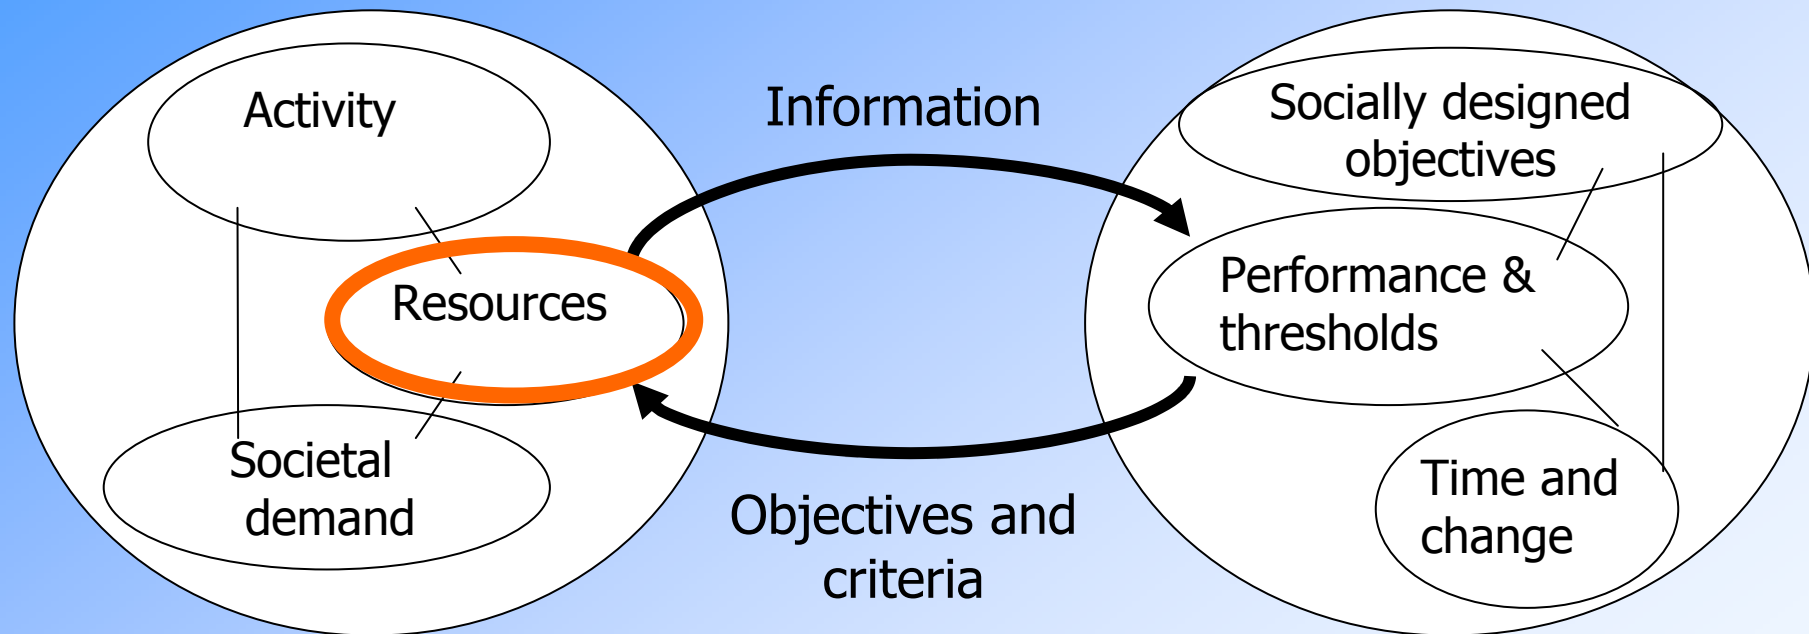 Activity
Resources
Societal
demand
Information
Objectives and
criteria
Socially designed
objectives
Performance &
thresholds
Time and
change